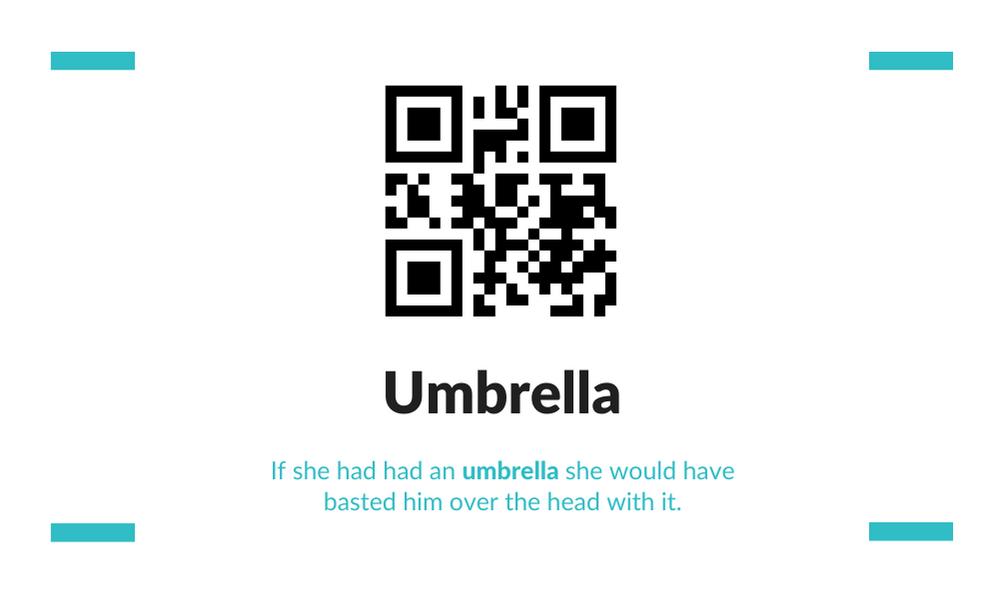 Umbrella
If she had had an umbrella she would have
basted him over the head with it.